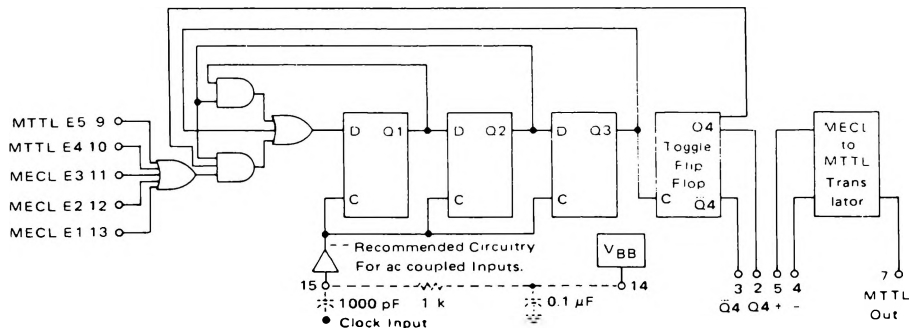 MTTL E5 9
MTTL E4 10
MECL E3 11
MECL E2 12
MECL E1 13
D Q1
C
D Q2
C
D Q3
C
Q4
Toggle
Flip
Flop
C Q̄4
MECL
to
MTTL
Trans
lator
Recommended Circuitry
For ac coupled Inputs.
VBB
15
14
1000 pF
1 k
0.1 µF
Clock Input
3 2 5 4
Q̄4 Q4 + -
7
MTTL
Out